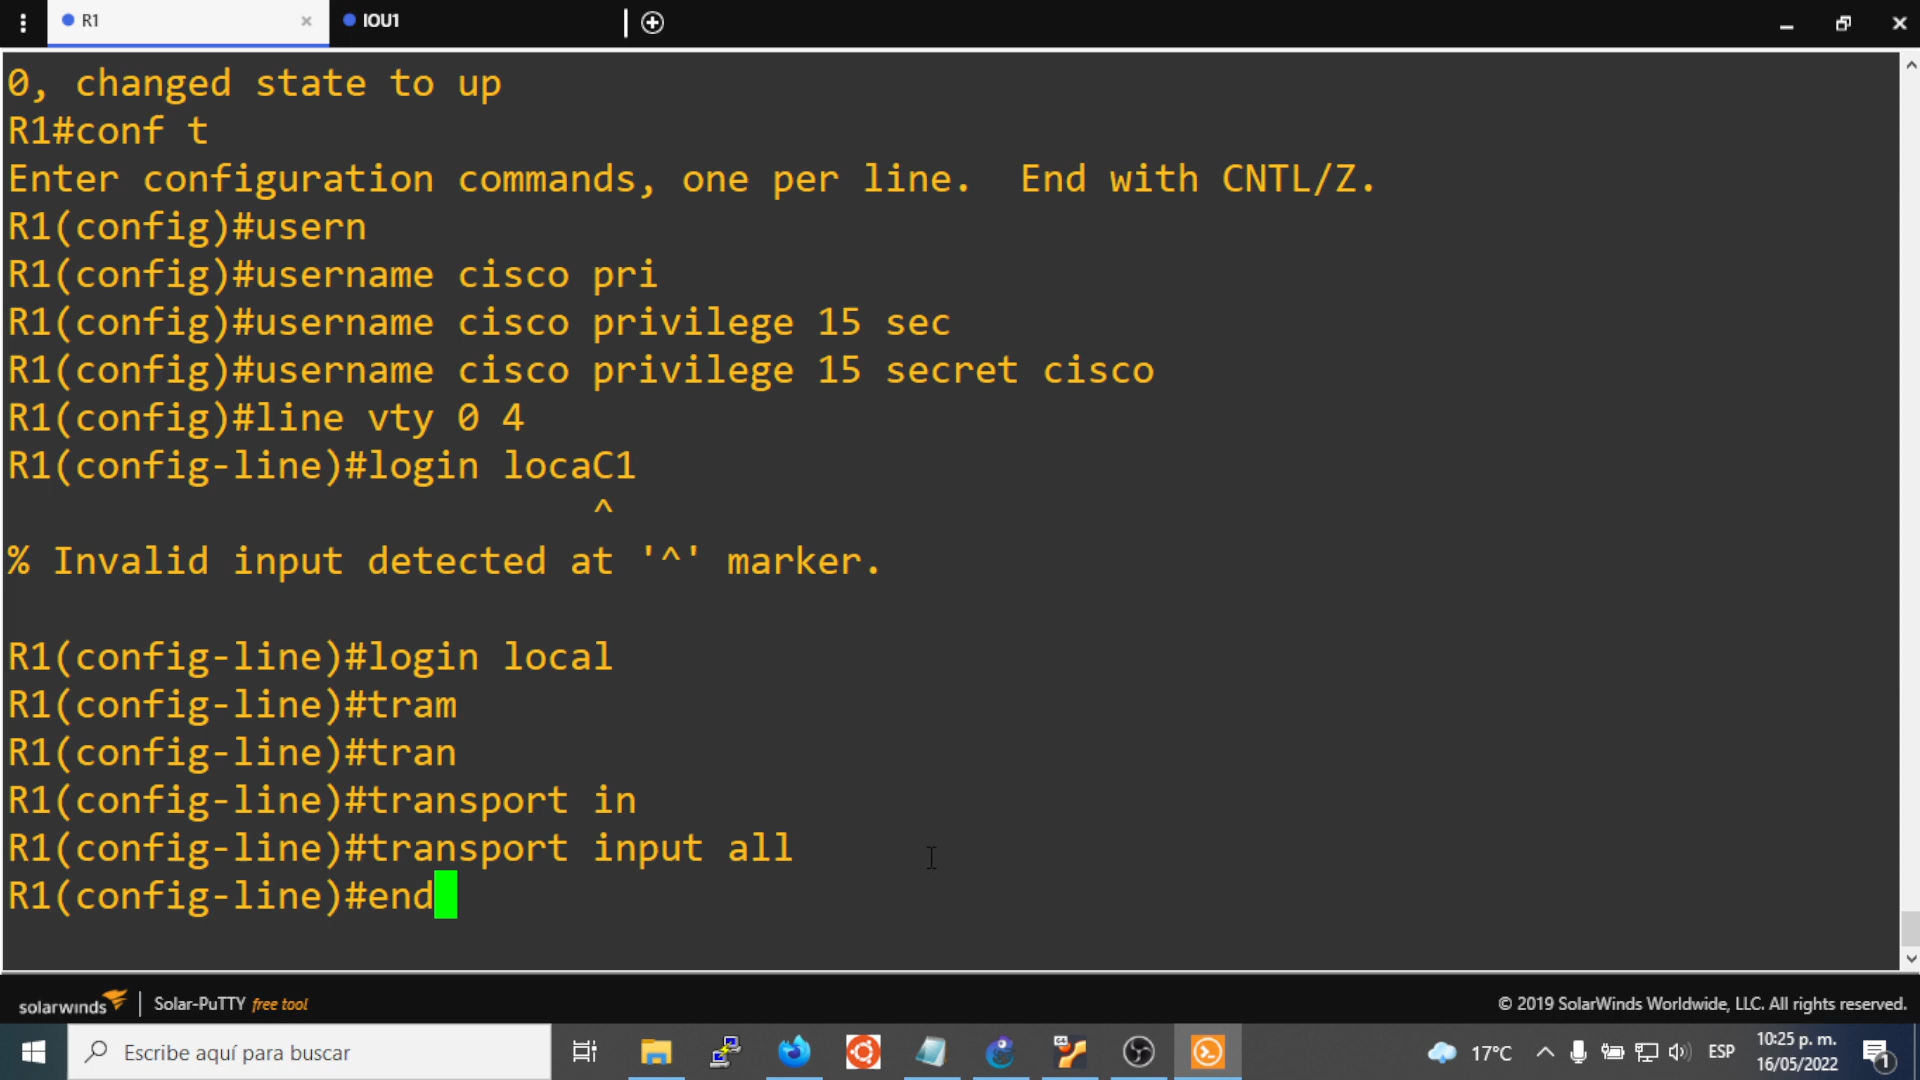 R1
IOU1
0, changed state to up
R1#conf t
Enter configuration commands, one per line.  End with CNTL/Z.
R1(config)#usern
R1(config)#username cisco pri
R1(config)#username cisco privilege 15 sec
R1(config)#username cisco privilege 15 secret cisco
R1(config)#line vty 0 4
R1(config-line)#login locaC1
^
% Invalid input detected at '^' marker.
R1(config-line)#login local
R1(config-line)#tram
R1(config-line)#tran
R1(config-line)#transport in
R1(config-line)#transport input all
R1(config-line)#end
solarwinds | Solar-PuTTY free tool
© 2019 SolarWinds Worldwide, LLC. All rights reserved.
Escribe aquí para buscar
64
17°C
ESP
10:25 p. m.
16/05/2022
1